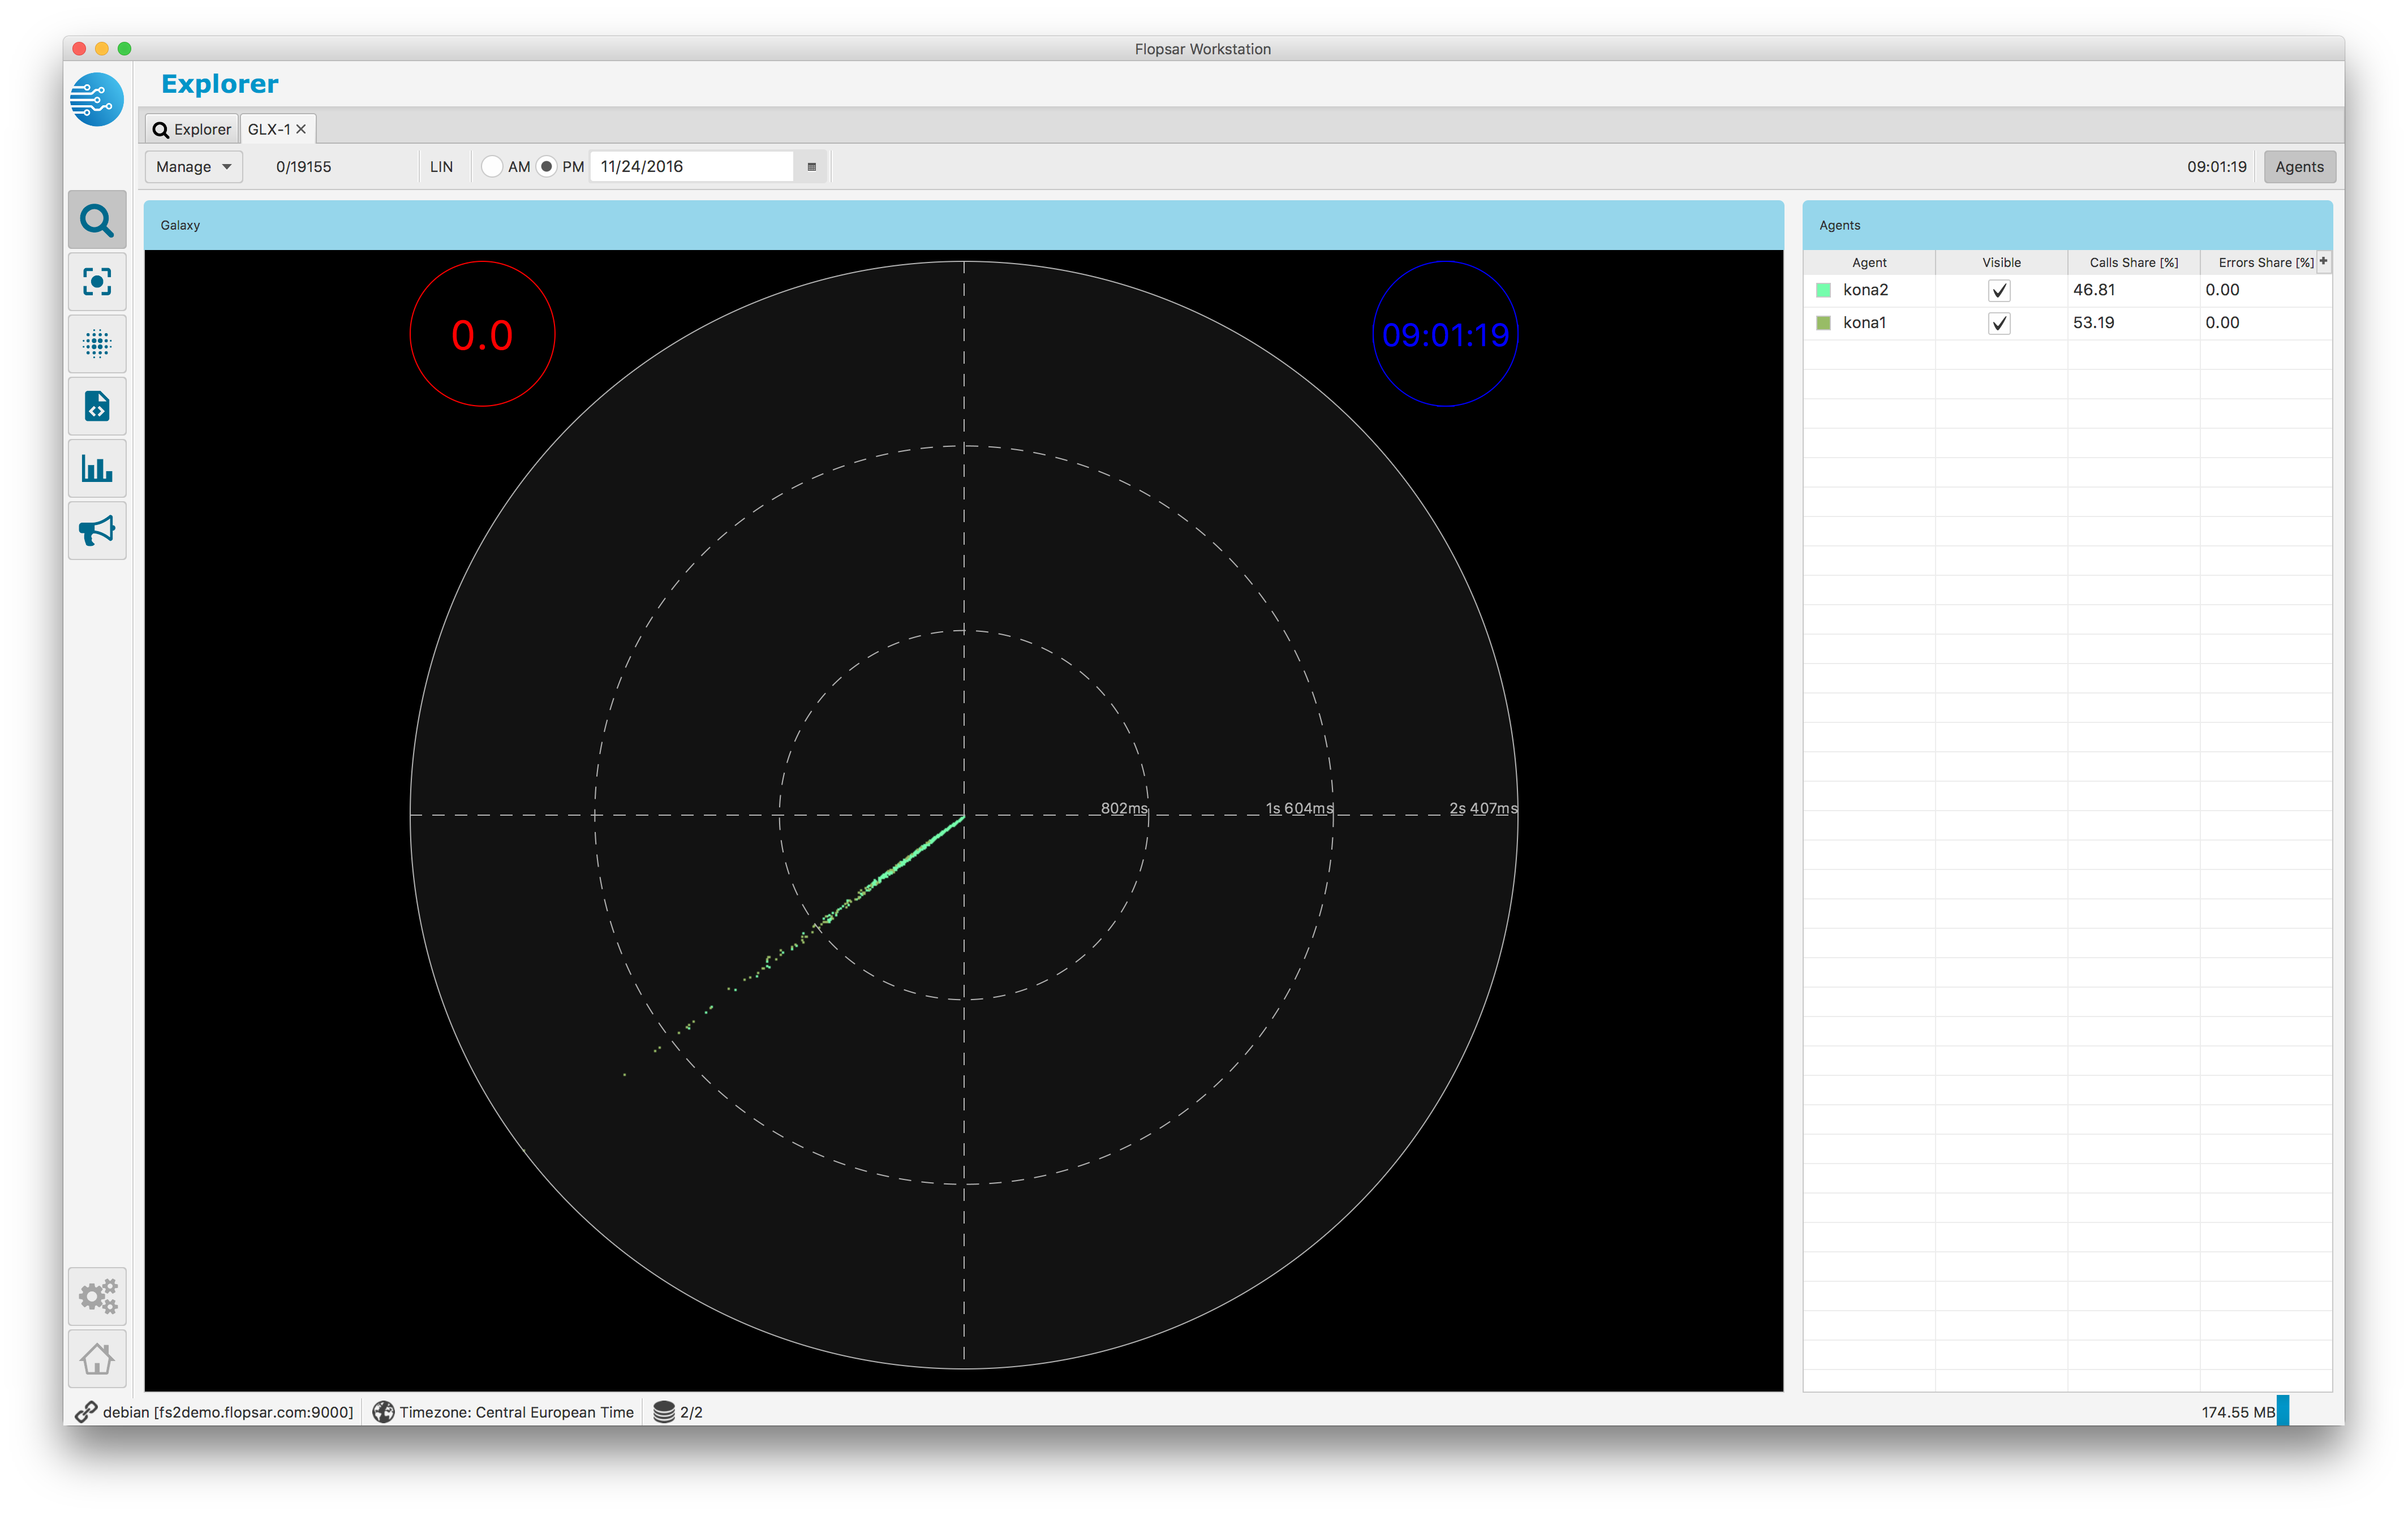 Flopsar Workstation
Explorer
Explorer GLX-1
Manage 0/19155 LIN AM PM 11/24/2016 09:01:19 Agents
Galaxy
0.0
09:01:19
802ms 1s 604ms 2s 407ms
Agents
Agent Visible Calls Share [%] Errors Share [%] +
kona2 46.81 0.00
kona1 53.19 0.00
debian [fs2demo.flopsar.com:9000] Timezone: Central European Time 2/2 174.55 MB